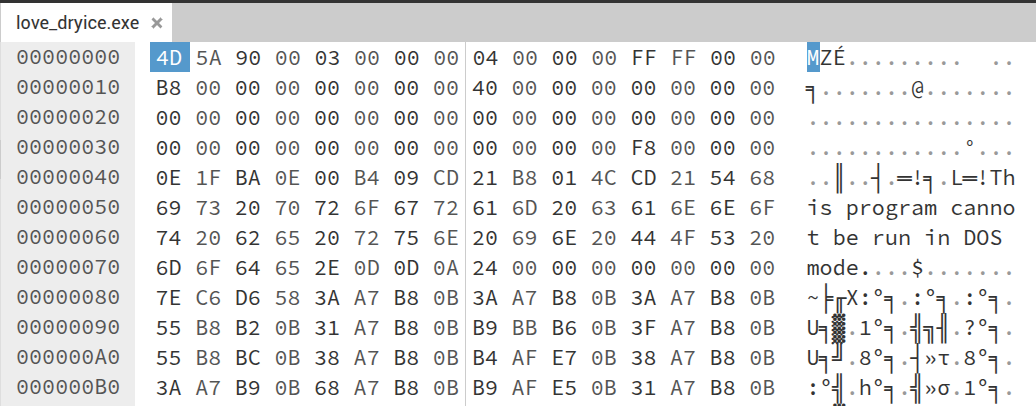 love_dryice.exe ×
00000000 4D 5A 90 00 03 00 00 00 04 00 00 00 FF FF 00 00 MZÉ......... ..
00000010 B8 00 00 00 00 00 00 00 40 00 00 00 00 00 00 00 ╕.......@.......
00000020 00 00 00 00 00 00 00 00 00 00 00 00 00 00 00 00 ................
00000030 00 00 00 00 00 00 00 00 00 00 00 00 F8 00 00 00 ............°...
00000040 0E 1F BA 0E 00 B4 09 CD 21 B8 01 4C CD 21 54 68 ..║..┤.═!╕.L═!Th
00000050 69 73 20 70 72 6F 67 72 61 6D 20 63 61 6E 6E 6F is program canno
00000060 74 20 62 65 20 72 75 6E 20 69 6E 20 44 4F 53 20 t be run in DOS
00000070 6D 6F 64 65 2E 0D 0D 0A 24 00 00 00 00 00 00 00 mode....$.......
00000080 7E C6 D6 58 3A A7 B8 0B 3A A7 B8 0B 3A A7 B8 0B ~╞╓X:º╕.:º╕.:º╕.
00000090 55 B8 B2 0B 31 A7 B8 0B B9 BB B6 0B 3F A7 B8 0B U╕▓.1º╕.╣╗╢.?º╕.
000000A0 55 B8 BC 0B 38 A7 B8 0B B4 AF E7 0B 38 A7 B8 0B U╕╝.8º╕.┤»τ.8º╕.
000000B0 3A A7 B9 0B 68 A7 B8 0B B9 AF E5 0B 31 A7 B8 0B :º╣.hº╕.╣»σ.1º╕.